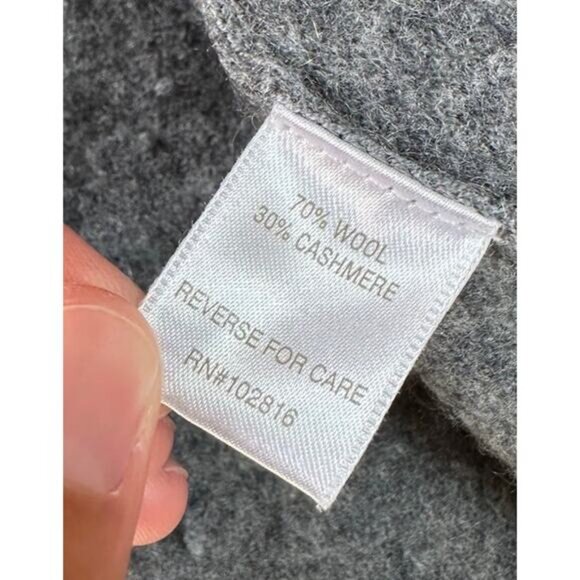 70% WOOL
30% CASHMERE
REVERSE FOR CARE
RN#102816